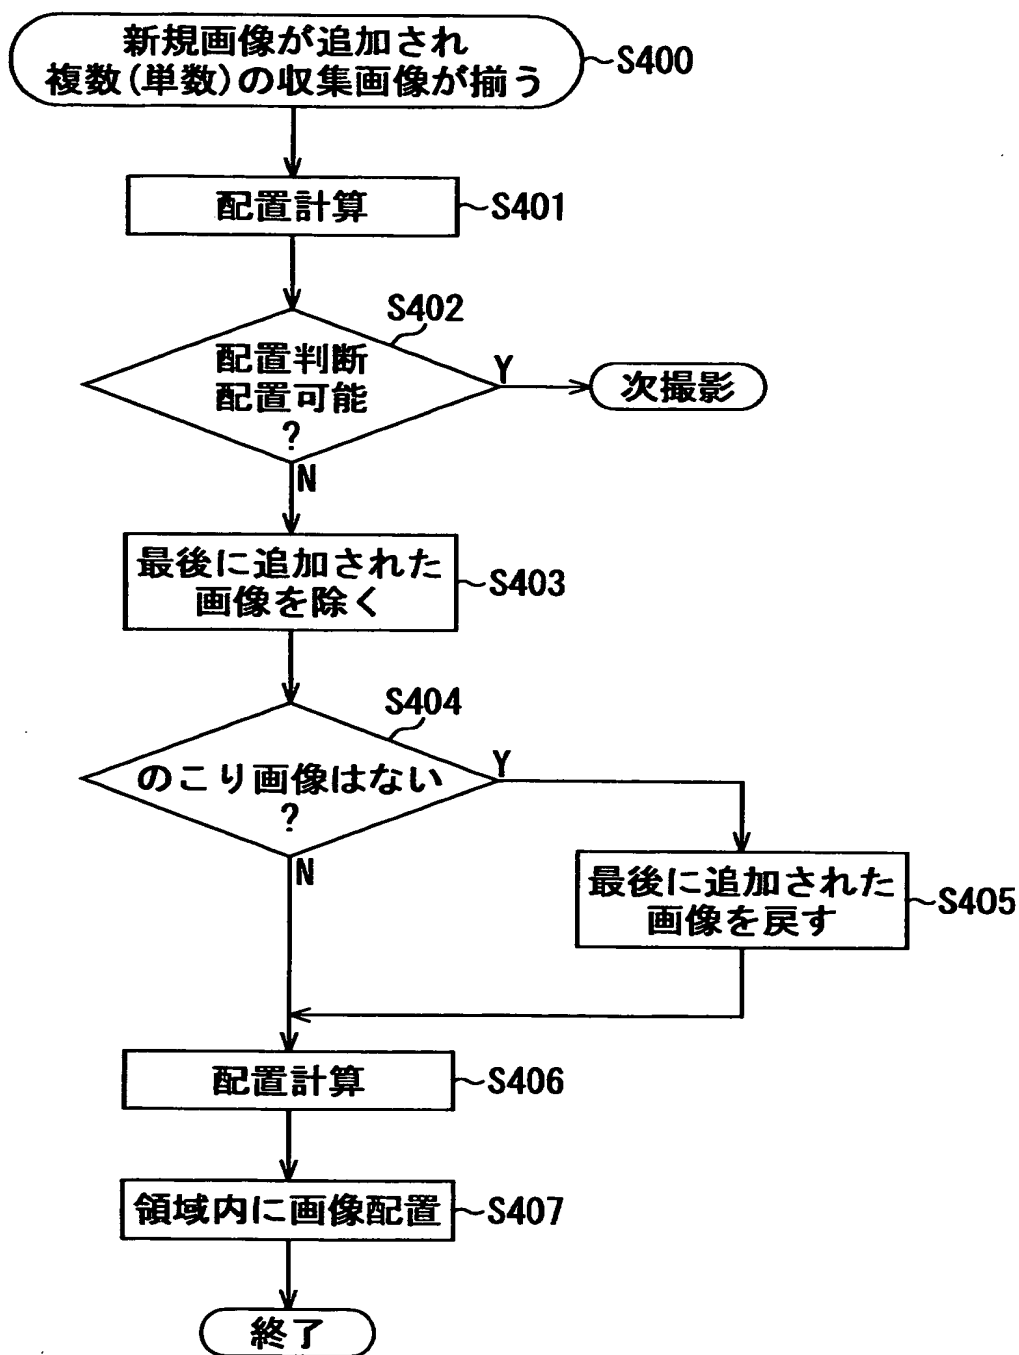 新規画像が追加され
複数(単数)の収集画像が揃う
S400
配置計算
S401
S402
配置判断
配置可能
?
Y
次撮影
N
最後に追加された
画像を除く
S403
S404
のこり画像はない
?
Y
N
最後に追加された
画像を戻す
S405
配置計算
S406
領域内に画像配置
S407
終了